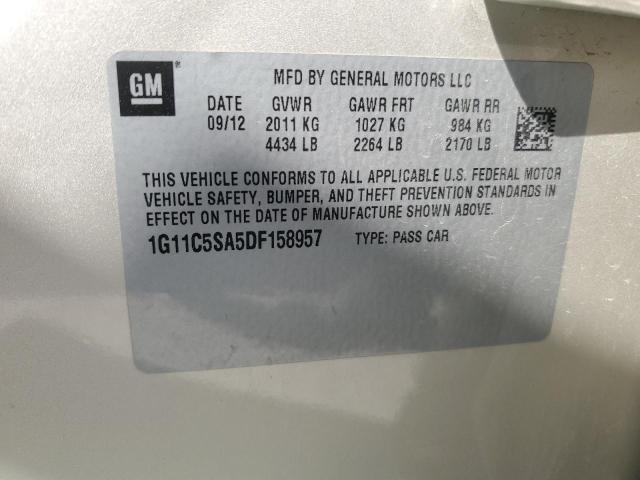 GM®
MFD BY GENERAL MOTORS LLC
DATE GVWR GAWR FRT GAWR RR
09/12 2011 KG 1027 KG 984 KG
4434 LB 2264 LB 2170 LB
THIS VEHICLE CONFORMS TO ALL APPLICABLE U.S. FEDERAL MOTOR
VEHICLE SAFETY, BUMPER, AND THEFT PREVENTION STANDARDS IN
EFFECT ON THE DATE OF MANUFACTURE SHOWN ABOVE.
1G11C5SA5DF158957 TYPE: PASS CAR